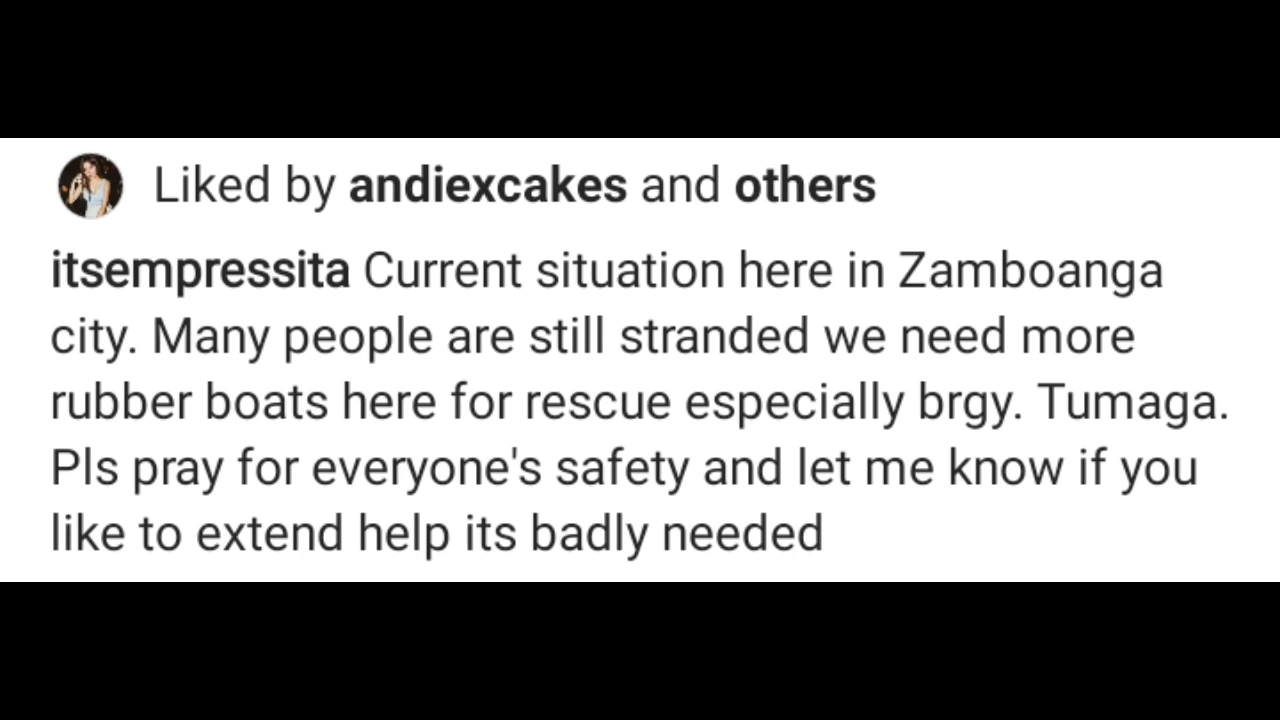 Liked by andiexcakes and others
itsempressita Current situation here in Zamboanga
city. Many people are still stranded we need more
rubber boats here for rescue especially brgy. Tumaga.
Pls pray for everyone's safety and let me know if you
like to extend help its badly needed